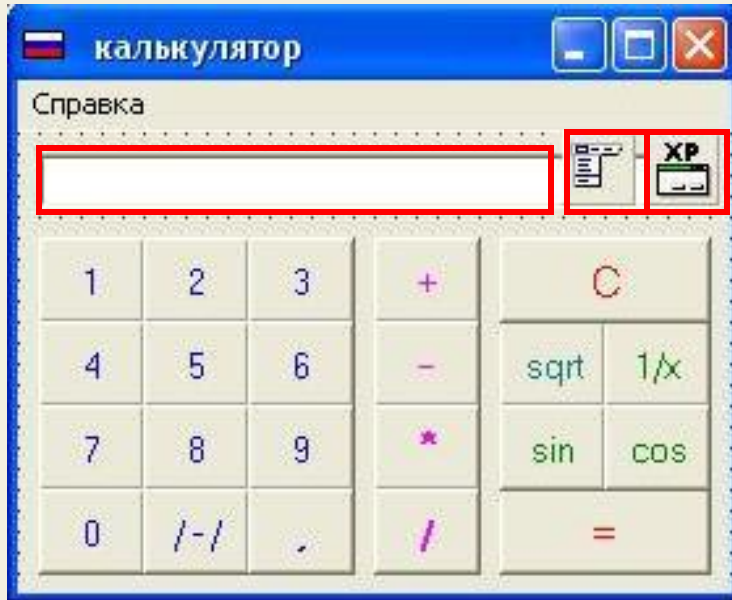 калькулятор
Справка
XP
1 2 3 + C
4 5 6 - sqrt 1/x
7 8 9 * sin cos
0 /-/ , / =